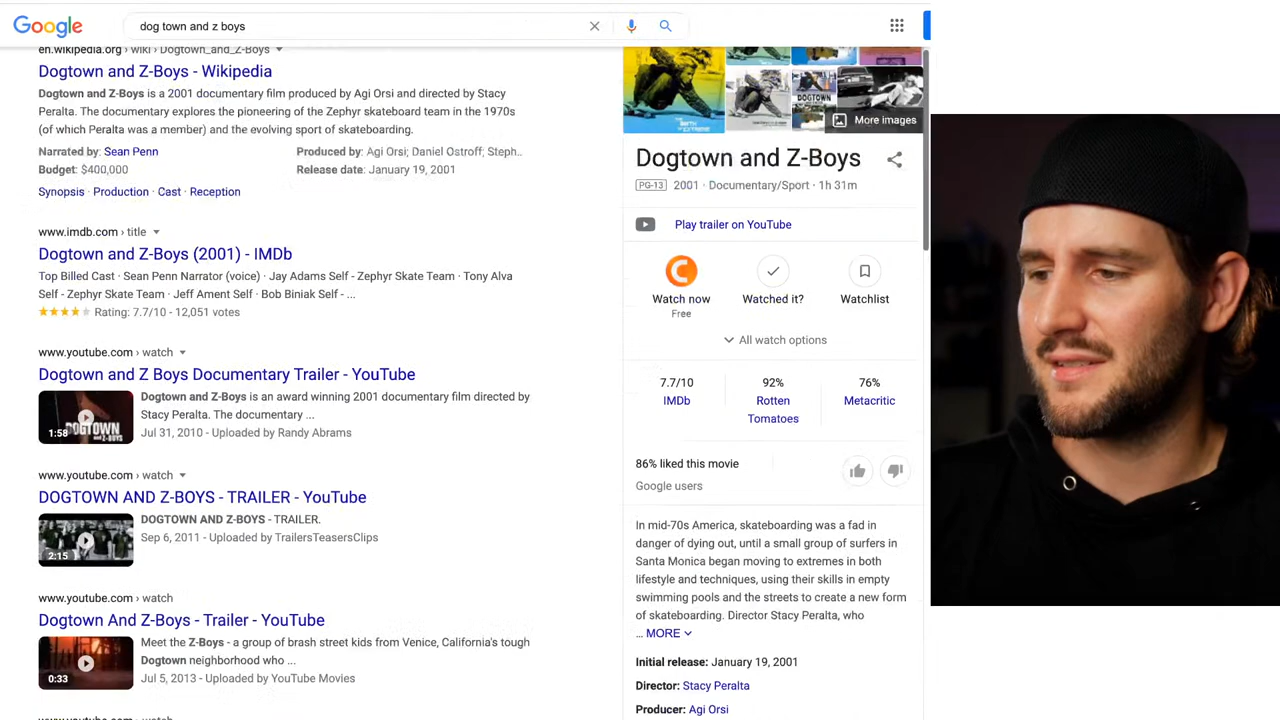 Google
dog town and z boys
en.wikipedia.org › wiki › Dogtown_and_Z-Boys
Dogtown and Z-Boys - Wikipedia
Dogtown and Z-Boys is a 2001 documentary film produced by Agi Orsi and directed by Stacy
Peralta. The documentary explores the pioneering of the Zephyr skateboard team in the 1970s
(of which Peralta was a member) and the evolving sport of skateboarding.
Narrated by: Sean Penn
Produced by: Agi Orsi; Daniel Ostroff; Steph..
Budget: $400,000
Release date: January 19, 2001
Synopsis · Production · Cast · Reception
www.imdb.com › title
Dogtown and Z-Boys (2001) - IMDb
Top Billed Cast · Sean Penn Narrator (voice) · Jay Adams Self - Zephyr Skate Team · Tony Alva
Self - Zephyr Skate Team · Jeff Ament Self · Bob Biniak Self - ...
Rating: 7.7/10 - 12,051 votes
www.youtube.com › watch
Dogtown and Z Boys Documentary Trailer - YouTube
DOGTOWN
AND Z-BOYS
1:58
Dogtown and Z-Boys is an award winning 2001 documentary film directed by
Stacy Peralta. The documentary ...
Jul 31, 2010 - Uploaded by Randy Abrams
www.youtube.com › watch
DOGTOWN AND Z-BOYS - TRAILER - YouTube
2:15
DOGTOWN AND Z-BOYS - TRAILER.
Sep 6, 2011 - Uploaded by TrailersTeasersClips
www.youtube.com › watch
Dogtown And Z-Boys - Trailer - YouTube
0:33
Meet the Z-Boys - a group of brash street kids from Venice, California's tough
Dogtown neighborhood who ...
Jul 5, 2013 - Uploaded by YouTube Movies
DOGTOWN
More images
Dogtown and Z-Boys
PG-13 2001 · Documentary/Sport · 1h 31m
Play trailer on YouTube
Watch now
Free
Watched it?
Watchlist
All watch options
7.7/10
IMDb
92%
Rotten
Tomatoes
76%
Metacritic
86% liked this movie
Google users
In mid-70s America, skateboarding was a fad in
danger of dying out, until a small group of surfers in
Santa Monica began moving to extremes in both
lifestyle and techniques, using their skills in empty
swimming pools and the streets to create a new form
of skateboarding. Director Stacy Peralta, who
... MORE
Initial release: January 19, 2001
Director: Stacy Peralta
Producer: Agi Orsi